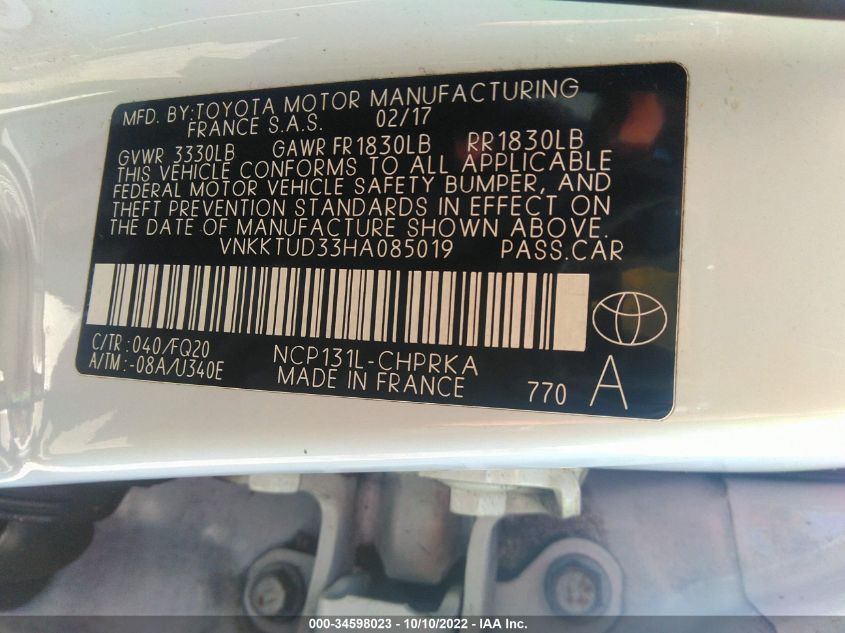 MFD. BY:TOYOTA MOTOR MANUFACTURING
FRANCE S.A.S. 02/17
GVWR 3330LB GAWR FR1830LB RR1830LB
THIS VEHICLE CONFORMS TO ALL APPLICABLE
FEDERAL MOTOR VEHICLE SAFETY BUMPER, AND
THEFT PREVENTION STANDARDS IN EFFECT ON
THE DATE OF MANUFACTURE SHOWN ABOVE.
VNKKTUD33HA085019 PASS.CAR
C/TR:040/FQ20 NCP131L-CHPRKA
A/TM:-08A/U340E MADE IN FRANCE 770 A
000-34598023 - 10/10/2022 - IAA Inc.